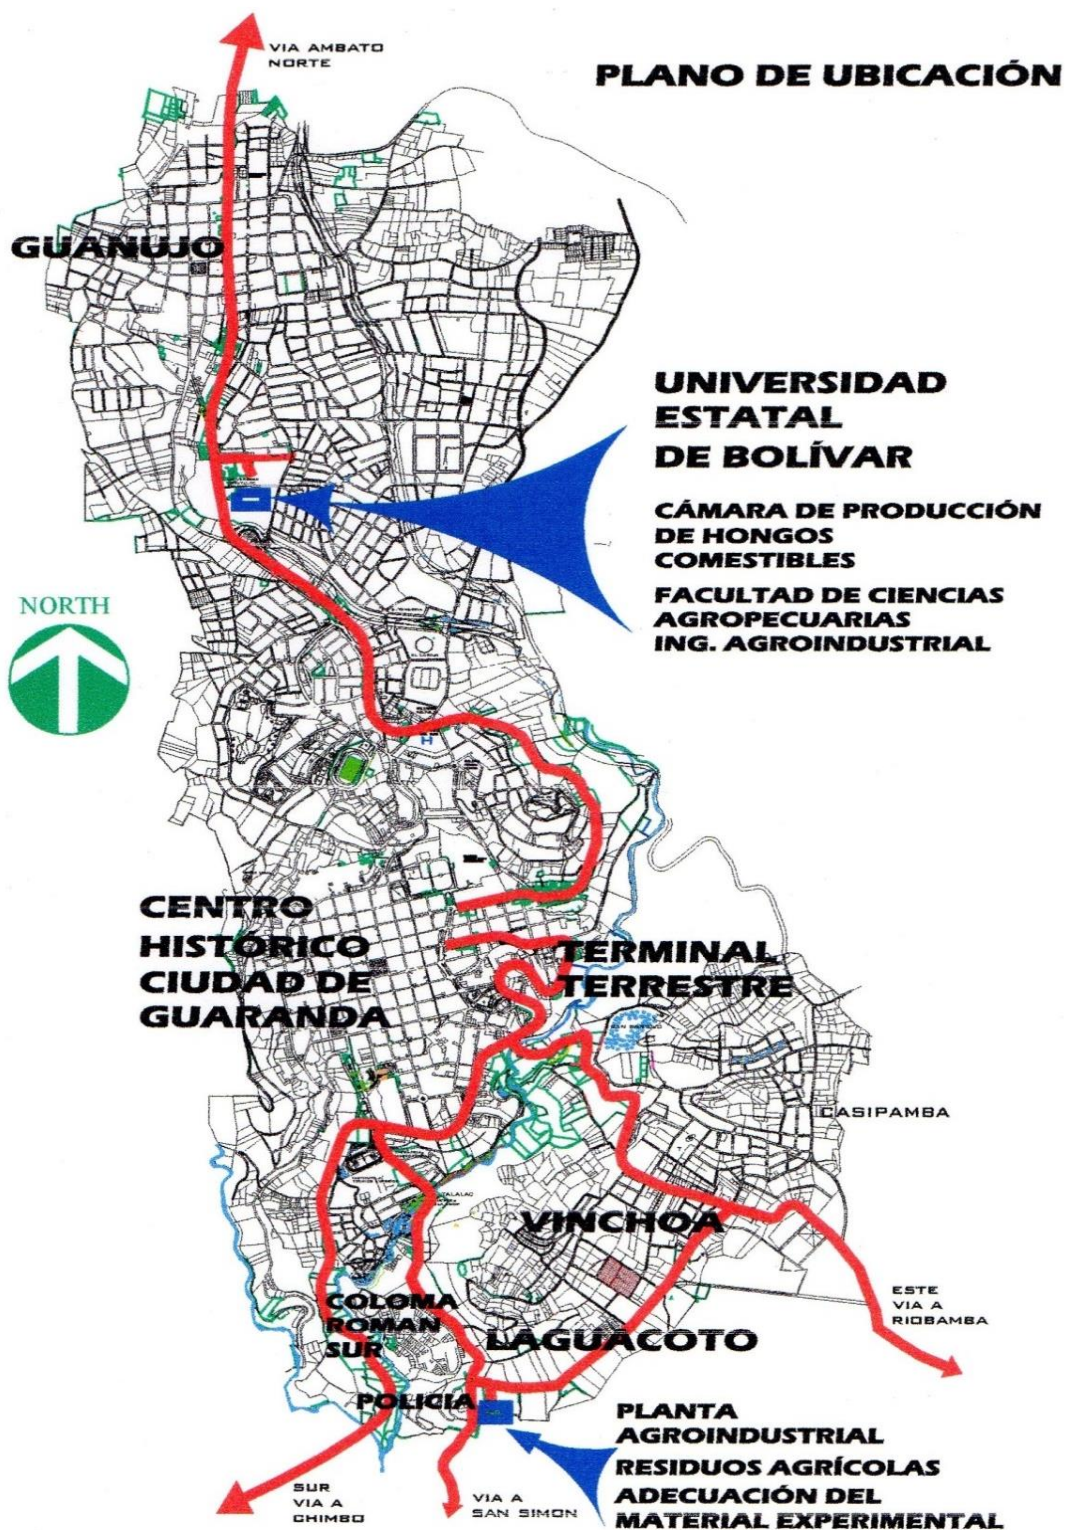 VIA AMBATO
NORTE
PLANO DE UBICACIÓN
GUANUJO
UNIVERSIDAD
ESTATAL
DE BOLÍVAR
CÁMARA DE PRODUCCIÓN
DE HONGOS
COMESTIBLES
FACULTAD DE CIENCIAS
AGROPECUARIAS
ING. AGROINDUSTRIAL
NORTH
H
CENTRO
HISTÓRICO
CIUDAD DE
GUARANDA
TERMINAL
TERRESTRE
CASIPAMBA
VINCHOA
ESTE
VIA A
RIOBAMBA
COLOMA
ROMAN
SUR
LAGUACOTO
POLICIA
PLANTA
AGROINDUSTRIAL
RESIDUOS AGRÍCOLAS
ADECUACIÓN DEL
MATERIAL EXPERIMENTAL
SUR
VIA A
CHIMBO
VIA A
SAN SIMON